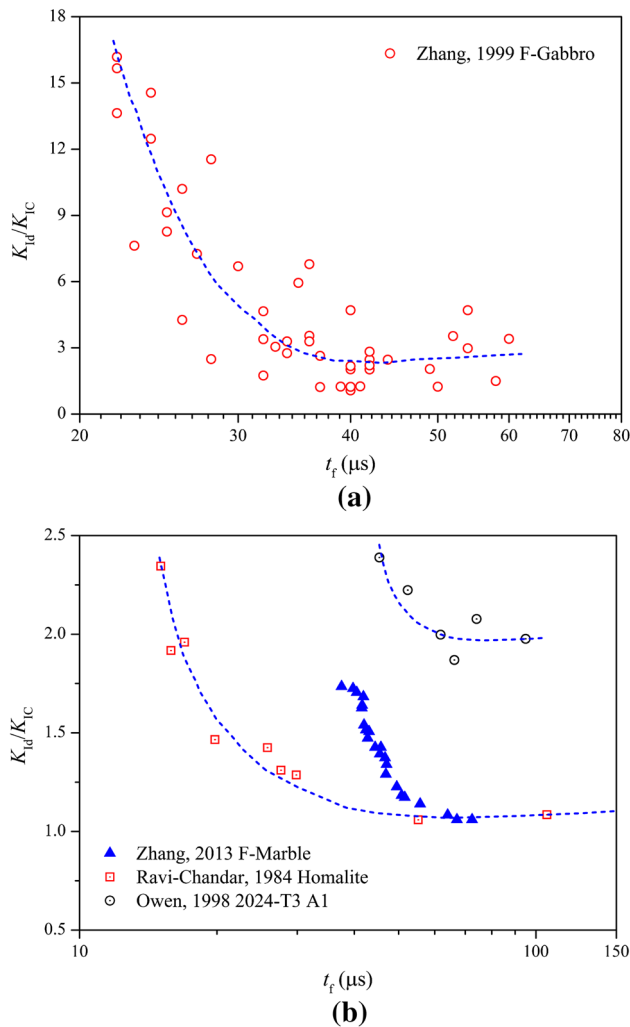 18
15
12
9
6
3
0
K_Id/K_IC
Zhang, 1999 F-Gabbro
20 30 40 50 60 70 80
t_f (μs)
(a)
2.5
2.0
1.5
1.0
0.5
K_Id/K_IC
Zhang, 2013 F-Marble
Ravi-Chandar, 1984 Homalite
Owen, 1998 2024-T3 A1
10 100 150
t_f (μs)
(b)